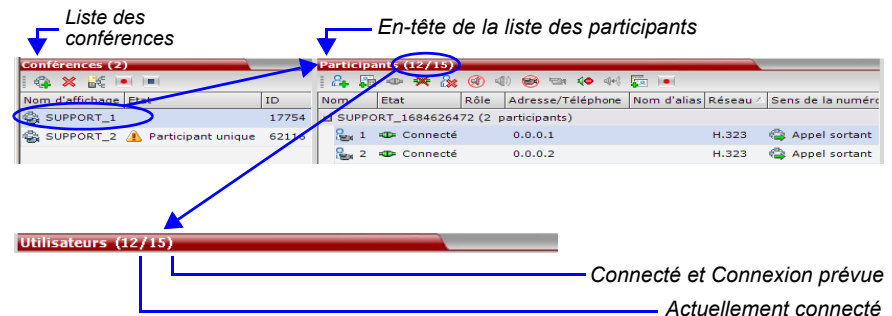 Liste des
conférences
En-tête de la liste des participants
Conférences (2)
Participants (12/15)
Nom d'affichage Etat ID
Nom Etat Rôle Adresse/Téléphone Nom d'alias Réseau Sens de la numéro
SUPPORT_1 17754
SUPPORT_1684626472 (2 participants)
SUPPORT_2 Participant unique 62116
1 Connecté 0.0.0.1 H.323 Appel sortant
2 Connecté 0.0.0.2 H.323 Appel sortant
Utilisateurs (12/15)
Connecté et Connexion prévue
Actuellement connecté